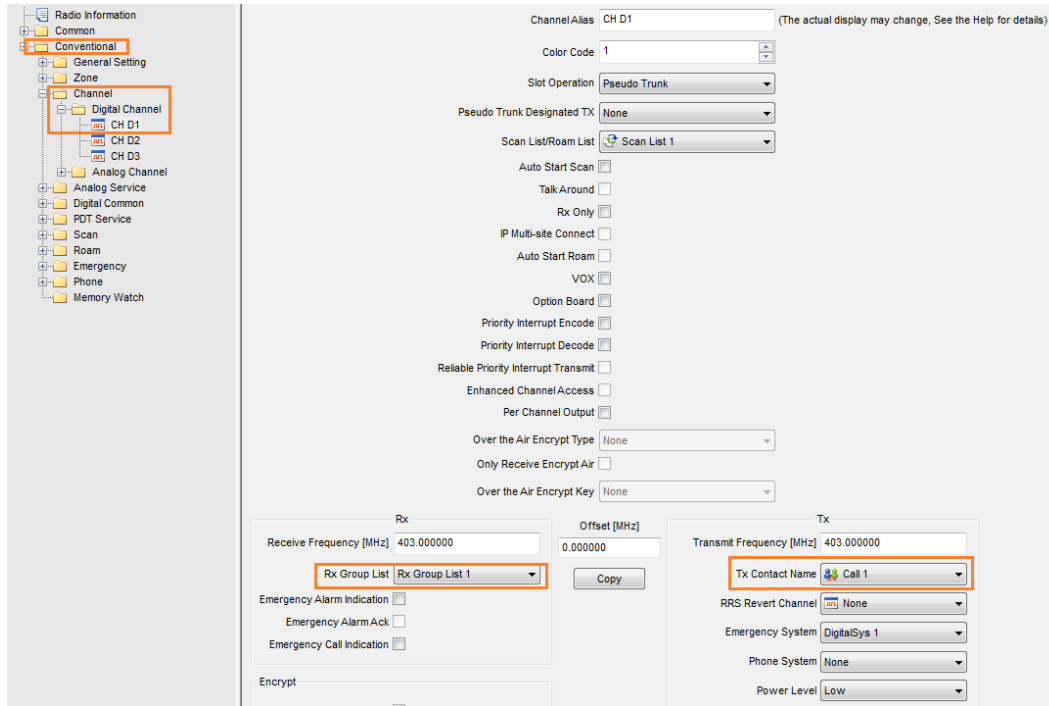 Radio Information
Common
Conventional
General Setting
Zone
Channel
Digital Channel
CH D1
CH D2
CH D3
Analog Channel
Analog Service
Digital Common
PDT Service
Scan
Roam
Emergency
Phone
Memory Watch
Channel Alias CH D1 (The actual display may change, See the Help for details)
Color Code 1
Slot Operation Pseudo Trunk
Pseudo Trunk Designated TX None
Scan List/Roam List Scan List 1
Auto Start Scan
Talk Around
Rx Only
IP Multi-site Connect
Auto Start Roam
VOX
Option Board
Priority Interrupt Encode
Priority Interrupt Decode
Reliable Priority Interrupt Transmit
Enhanced Channel Access
Per Channel Output
Over the Air Encrypt Type None
Only Receive Encrypt Air
Over the Air Encrypt Key None
Rx
Receive Frequency [MHz] 403.000000
Rx Group List Rx Group List 1
Emergency Alarm Indication
Emergency Alarm Ack
Emergency Call Indication
Encrypt
Offset [MHz]
0.000000
Copy
Tx
Transmit Frequency [MHz] 403.000000
Tx Contact Name Call 1
RRS Revert Channel None
Emergency System DigitalSys 1
Phone System None
Power Level Low